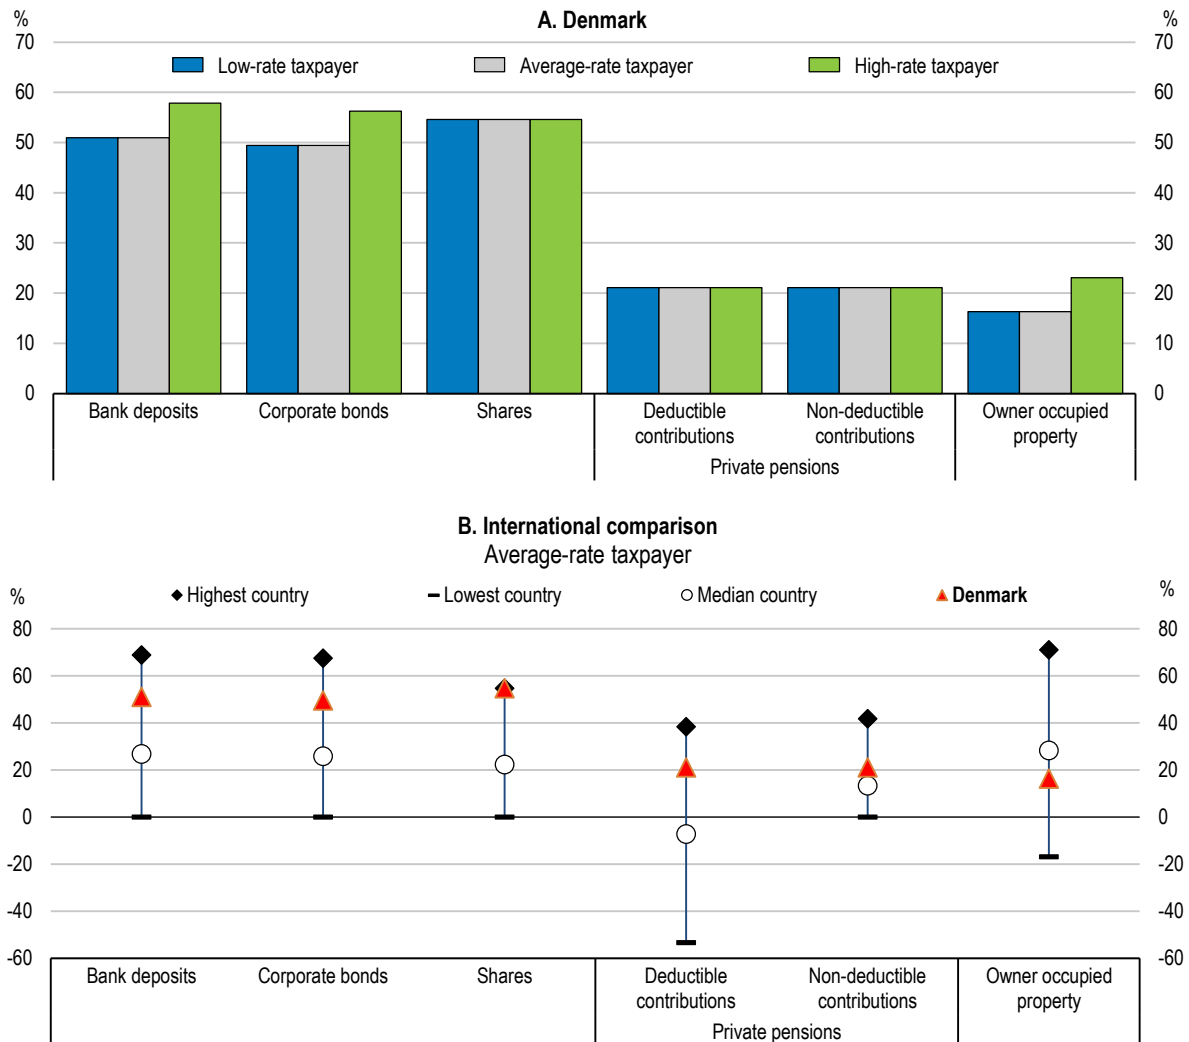 A. Denmark
% %
Low-rate taxpayer Average-rate taxpayer High-rate taxpayer
70 70
60 60
50 50
40 40
30 30
20 20
10 10
0 0
Bank deposits Corporate bonds Shares Deductible contributions Non-deductible contributions Owner occupied property
Private pensions
B. International comparison
Average-rate taxpayer
% %
Highest country Lowest country Median country Denmark
80 80
60 60
40 40
20 20
0 0
-20 -20
-40 -40
-60 -60
Bank deposits Corporate bonds Shares Deductible contributions Non-deductible contributions Owner occupied property
Private pensions